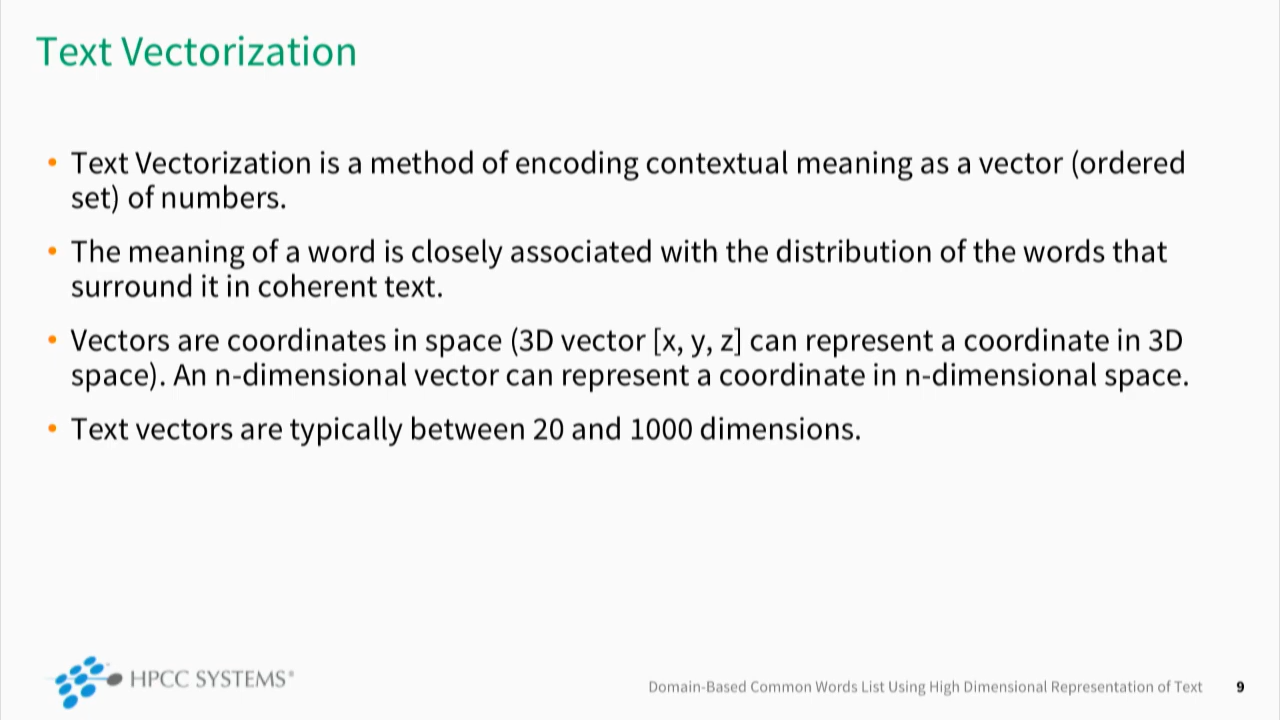 Text Vectorization
• Text Vectorization is a method of encoding contextual meaning as a vector (ordered
set) of numbers.
• The meaning of a word is closely associated with the distribution of the words that
surround it in coherent text.
• Vectors are coordinates in space (3D vector [x, y, z] can represent a coordinate in 3D
space). An n-dimensional vector can represent a coordinate in n-dimensional space.
• Text vectors are typically between 20 and 1000 dimensions.
HPCC SYSTEMS®
Domain-Based Common Words List Using High Dimensional Representation of Text 9